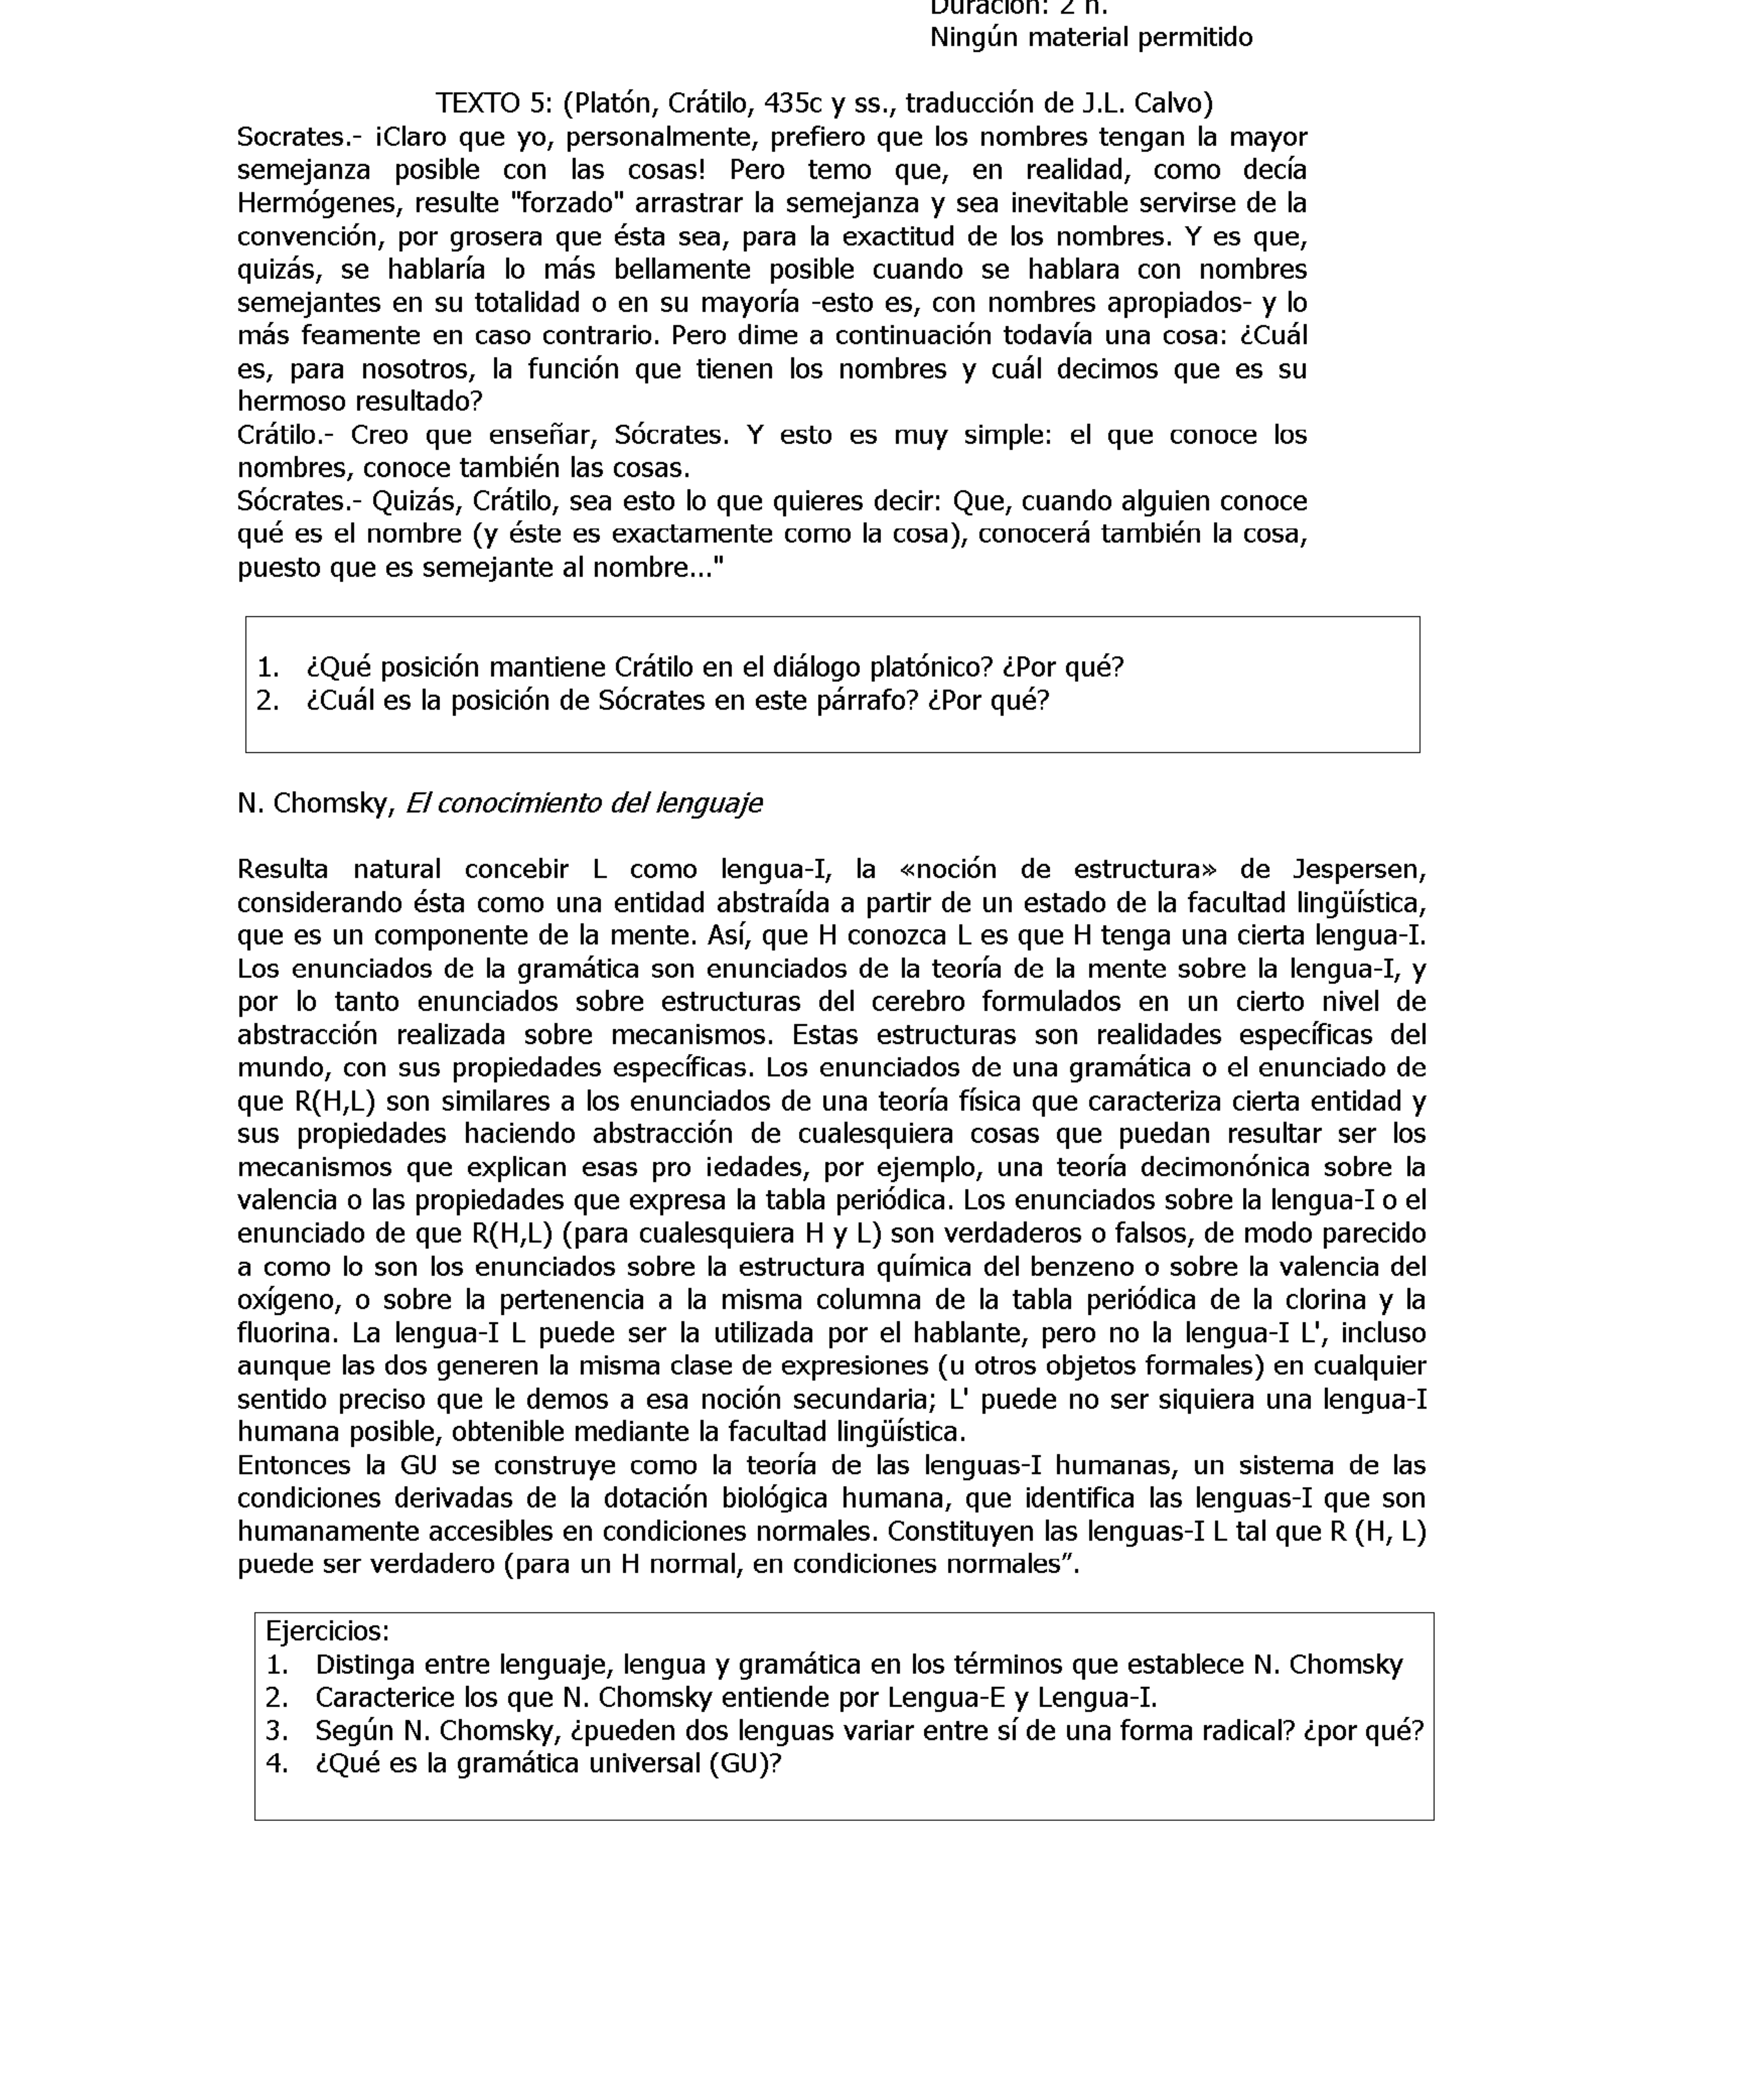 Duración: 2 h.
Ningún material permitido
TEXTO 5: (Platón, Crátilo, 435c y ss., traducción de J.L. Calvo)
Socrates.- ¡Claro que yo, personalmente, prefiero que los nombres tengan la mayor
semejanza posible con las cosas! Pero temo que, en realidad, como decía
Hermógenes, resulte "forzado" arrastrar la semejanza y sea inevitable servirse de la
convención, por grosera que ésta sea, para la exactitud de los nombres. Y es que,
quizás, se hablaría lo más bellamente posible cuando se hablara con nombres
semejantes en su totalidad o en su mayoría -esto es, con nombres apropiados- y lo
más feamente en caso contrario. Pero dime a continuación todavía una cosa: ¿Cuál
es, para nosotros, la función que tienen los nombres y cuál decimos que es su
hermoso resultado?
Crátilo.- Creo que enseñar, Sócrates. Y esto es muy simple: el que conoce los
nombres, conoce también las cosas.
Sócrates.- Quizás, Crátilo, sea esto lo que quieres decir: Que, cuando alguien conoce
qué es el nombre (y éste es exactamente como la cosa), conocerá también la cosa,
puesto que es semejante al nombre..."
1. ¿Qué posición mantiene Crátilo en el diálogo platónico? ¿Por qué?
2. ¿Cuál es la posición de Sócrates en este párrafo? ¿Por qué?
N. Chomsky, El conocimiento del lenguaje
Resulta natural concebir L como lengua-I, la «noción de estructura» de Jespersen,
considerando ésta como una entidad abstraída a partir de un estado de la facultad lingüística,
que es un componente de la mente. Así, que H conozca L es que H tenga una cierta lengua-I.
Los enunciados de la gramática son enunciados de la teoría de la mente sobre la lengua-I, y
por lo tanto enunciados sobre estructuras del cerebro formulados en un cierto nivel de
abstracción realizada sobre mecanismos. Estas estructuras son realidades específicas del
mundo, con sus propiedades específicas. Los enunciados de una gramática o el enunciado de
que R(H,L) son similares a los enunciados de una teoría física que caracteriza cierta entidad y
sus propiedades haciendo abstracción de cualesquiera cosas que puedan resultar ser los
mecanismos que explican esas pro iedades, por ejemplo, una teoría decimonónica sobre la
valencia o las propiedades que expresa la tabla periódica. Los enunciados sobre la lengua-I o el
enunciado de que R(H,L) (para cualesquiera H y L) son verdaderos o falsos, de modo parecido
a como lo son los enunciados sobre la estructura química del benzeno o sobre la valencia del
oxígeno, o sobre la pertenencia a la misma columna de la tabla periódica de la clorina y la
fluorina. La lengua-I L puede ser la utilizada por el hablante, pero no la lengua-I L', incluso
aunque las dos generen la misma clase de expresiones (u otros objetos formales) en cualquier
sentido preciso que le demos a esa noción secundaria; L' puede no ser siquiera una lengua-I
humana posible, obtenible mediante la facultad lingüística.
Entonces la GU se construye como la teoría de las lenguas-I humanas, un sistema de las
condiciones derivadas de la dotación biológica humana, que identifica las lenguas-I que son
humanamente accesibles en condiciones normales. Constituyen las lenguas-I L tal que R (H, L)
puede ser verdadero (para un H normal, en condiciones normales”.
Ejercicios:
1. Distinga entre lenguaje, lengua y gramática en los términos que establece N. Chomsky
2. Caracterice los que N. Chomsky entiende por Lengua-E y Lengua-I.
3. Según N. Chomsky, ¿pueden dos lenguas variar entre sí de una forma radical? ¿por qué?
4. ¿Qué es la gramática universal (GU)?